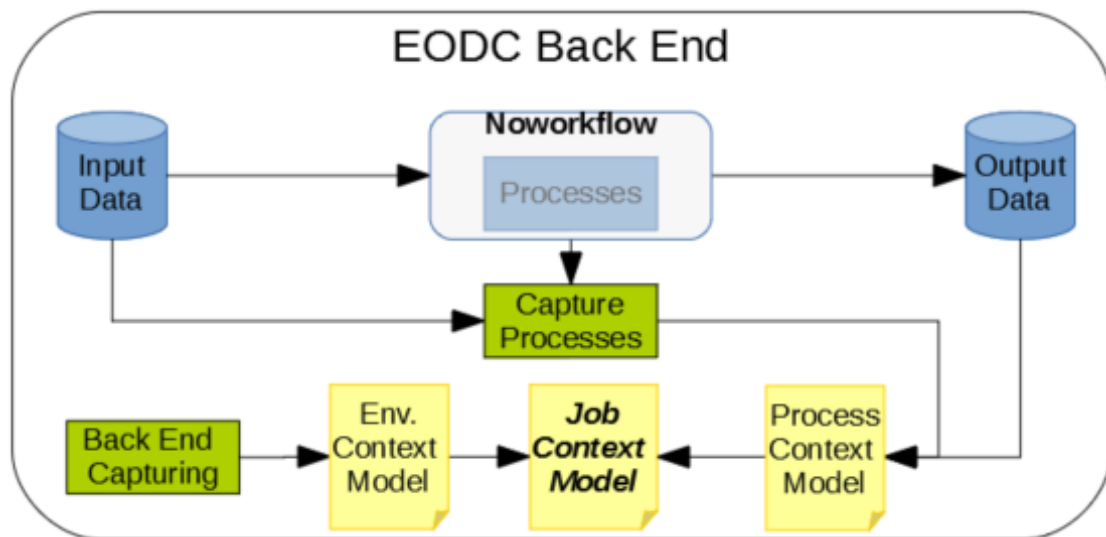 EODC Back End
Noworkflow
Input
Data
Processes
Output
Data
Capture
Processes
Back End
Capturing
Env.
Context
Model
Job
Context
Model
Process
Context
Model